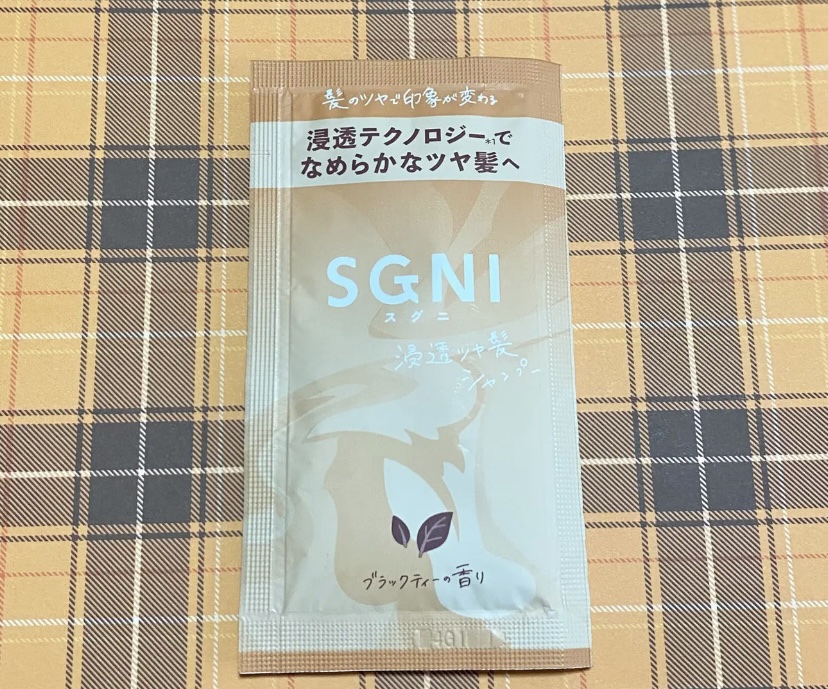 髪のツヤで印象が変わる
浸透テクノロジー*1で
なめらかなツヤ髪へ
SGNI
スグニ
浸透ツヤ髪
シャンプー
ブラックティーの香り